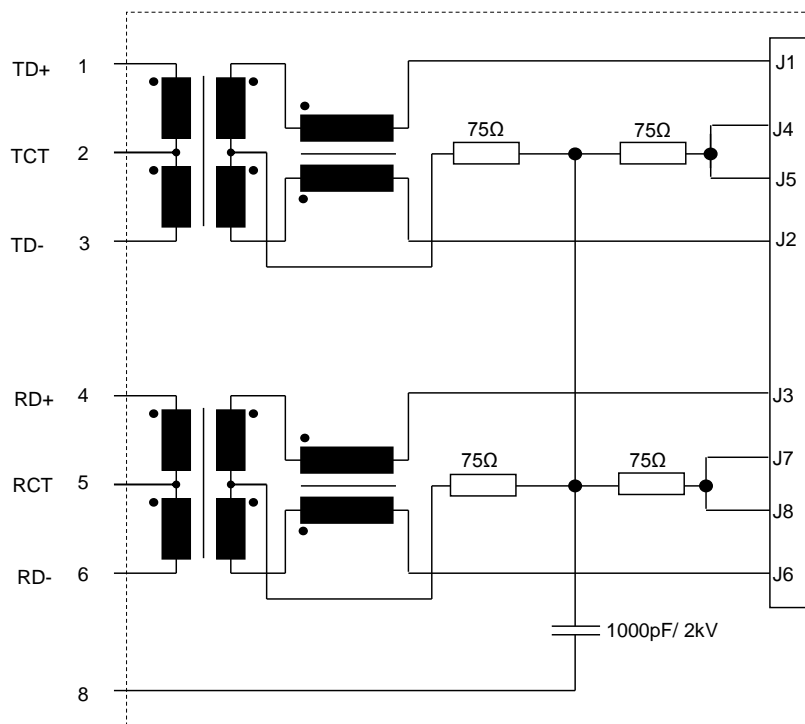 TD+ 1
J1
75Ω
75Ω
J4
TCT 2
J5
TD- 3
J2
RD+ 4
J3
75Ω
75Ω
J7
RCT 5
J8
RD- 6
J6
1000pF/ 2kV
8